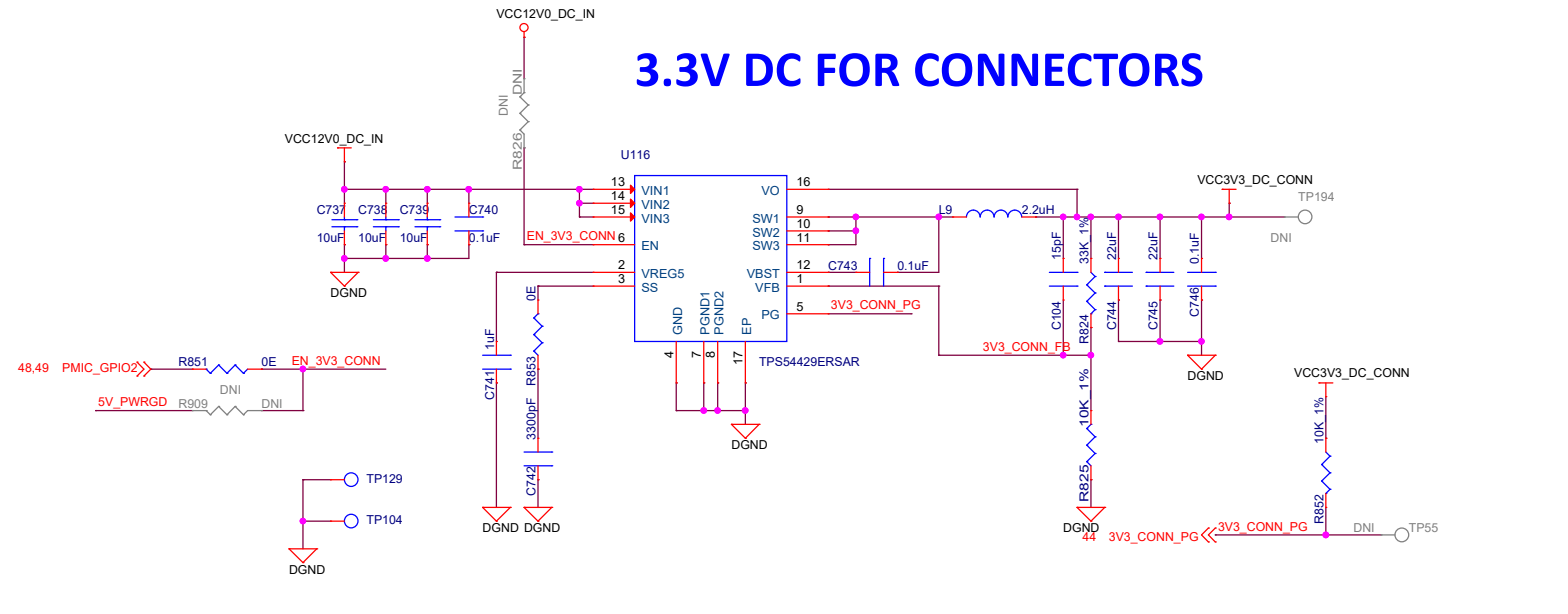 VCC12V0_DC_IN
3.3V DC FOR CONNECTORS
DNI
DNI
R826
VCC12V0_DC_IN
U116
C737
10uF
C738
10uF
C739
10uF
C740
0.1uF
DGND
EN_3V3_CONN
13
14
15
6
2
3
VIN1
VIN2
VIN3
EN
VREG5
SS
GND
PGND1
PGND2
EP
4
7
8
17
VO
SW1
SW2
SW3
VBST
VFB
PG
16
9
10
11
12
1
5
TPS54429ERSAR
DGND
C743
0.1uF
3V3_CONN_PG
L9
2.2uH
VCC3V3_DC_CONN
TP194
DNI
15pF
C104
33K 1%
R824
22uF
C744
22uF
C745
0.1uF
C746
DGND
3V3_CONN_FB
10K 1%
R825
DGND
1uF
C741
DGND
0E
R853
3300pF
C742
DGND
48,49 PMIC_GPIO2
R851
0E
EN_3V3_CONN
DNI
5V_PWRGD
R909
DNI
TP129
TP104
DGND
VCC3V3_DC_CONN
10K 1%
R852
44 3V3_CONN_PG
3V3_CONN_PG
DNI
TP55